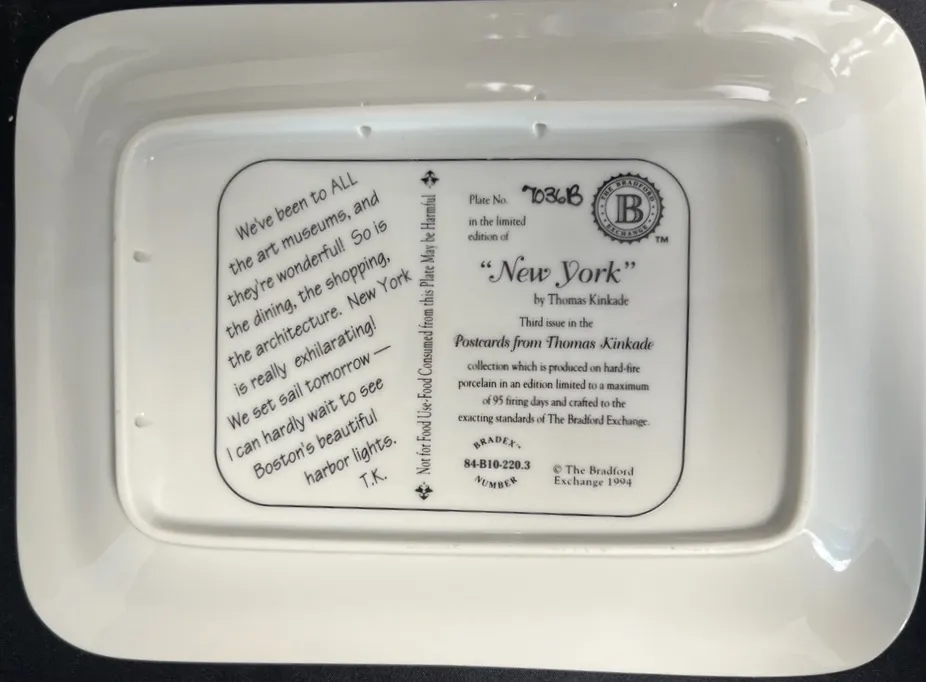 We've been to ALL
the art museums, and
they're wonderful! So is
the dining, the shopping,
the architecture. New York
is really exhilarating!
We set sail tomorrow —
I can hardly wait to see
Boston's beautiful
harbor lights.
T.K.
Not for Food Use-Food Consumed from this Plate May be Harmful
Plate No. 7036B
in the limited
edition of
THE BRADFORD
B
EXCHANGE
TM
"New York"
by Thomas Kinkade
Third issue in the
Postcards from Thomas Kinkade
collection which is produced on hard-fire
porcelain in an edition limited to a maximum
of 95 firing days and crafted to the
exacting standards of The Bradford Exchange.
BRADEX™
84-B10-220.3
NUMBER
© The Bradford
Exchange 1994